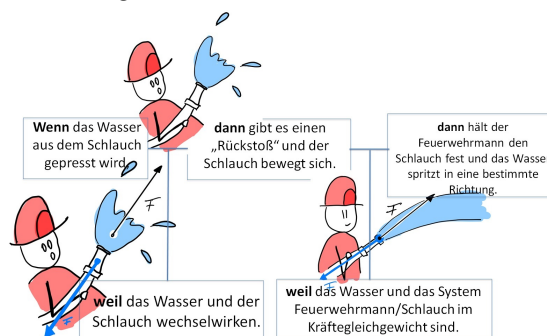 Wenn das Wasser
aus dem Schlauch
gepresst wird,
dann gibt es einen
„Rückstoß“ und der
Schlauch bewegt sich.
dann hält der
Feuerwehrmann den
Schlauch fest und das Wasse
spritzt in eine bestimmte
Richtung.
F
F
F
F
weil das Wasser und der
Schlauch wechselwirken.
weil das Wasser und das System
Feuerwehrmann/Schlauch im
Kräftegleichgewicht sind.